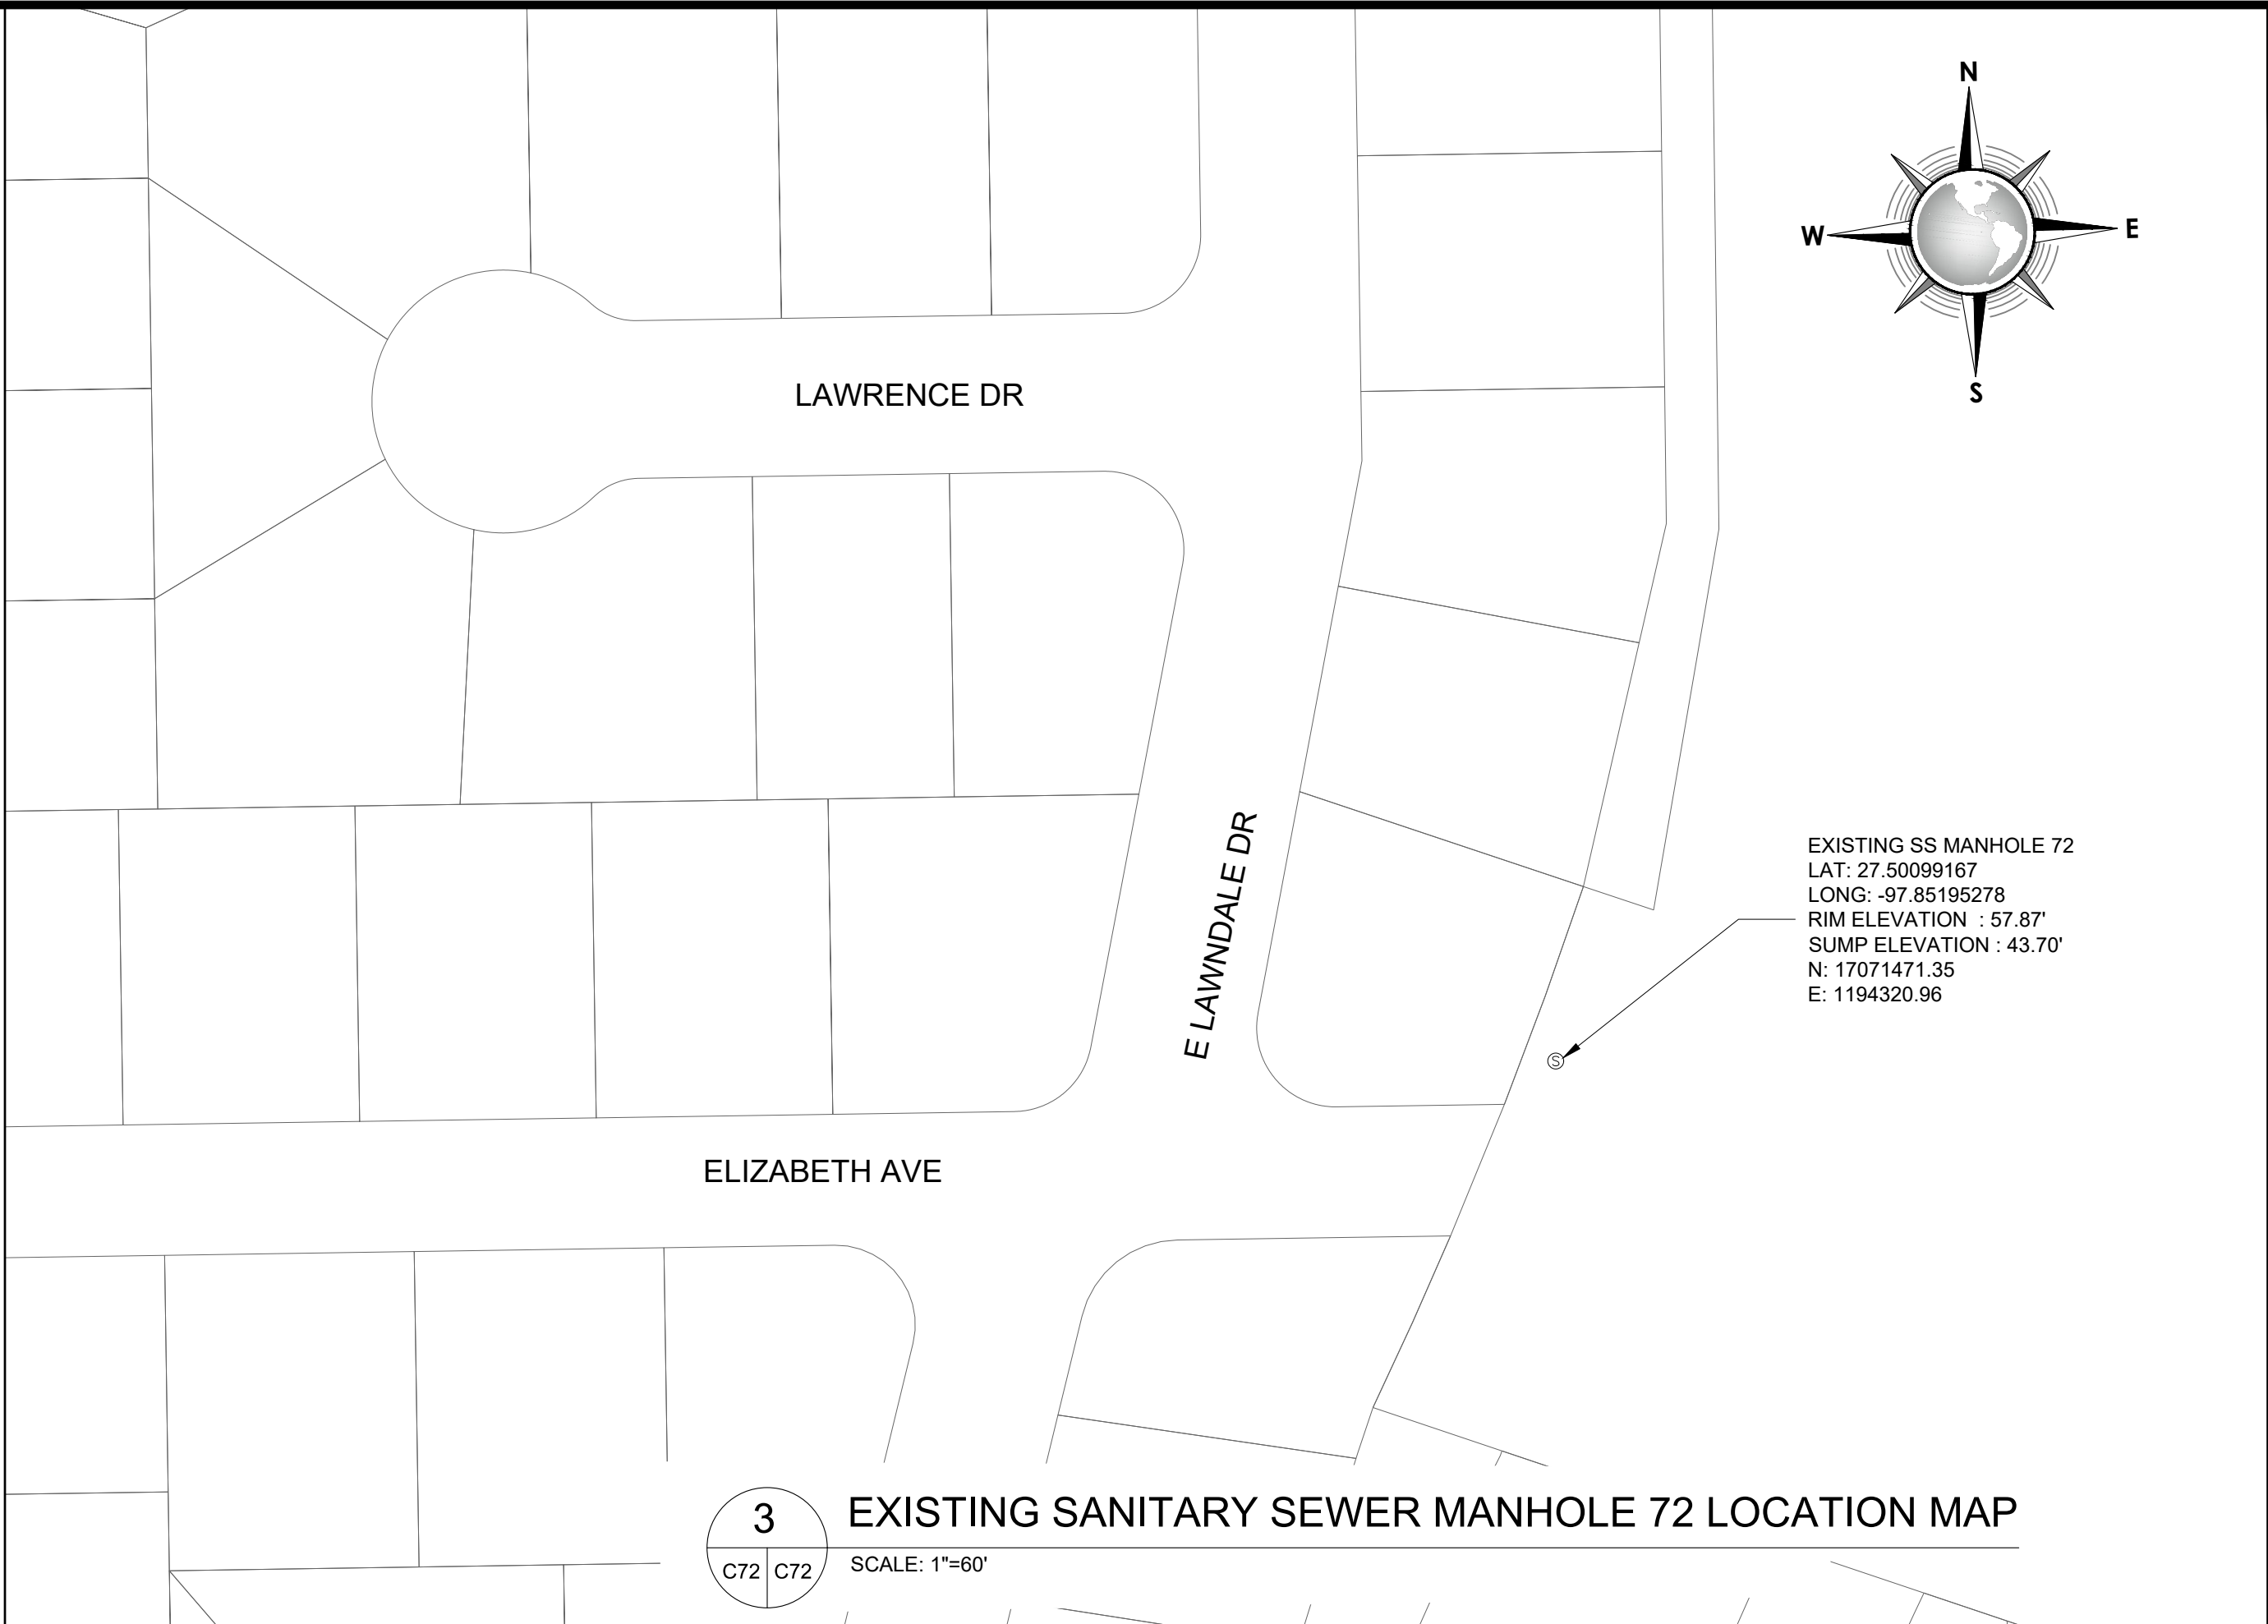 N
W
E
S
LAWRENCE DR
E LAWNDALE DR
EXISTING SS MANHOLE 72
LAT: 27.50099167
LONG: -97.85195278
RIM ELEVATION  : 57.87'
SUMP ELEVATION : 43.70'
N: 17071471.35
E: 1194320.96
S
ELIZABETH AVE
3
C72 C72
EXISTING SANITARY SEWER MANHOLE 72 LOCATION MAP
SCALE: 1"=60'